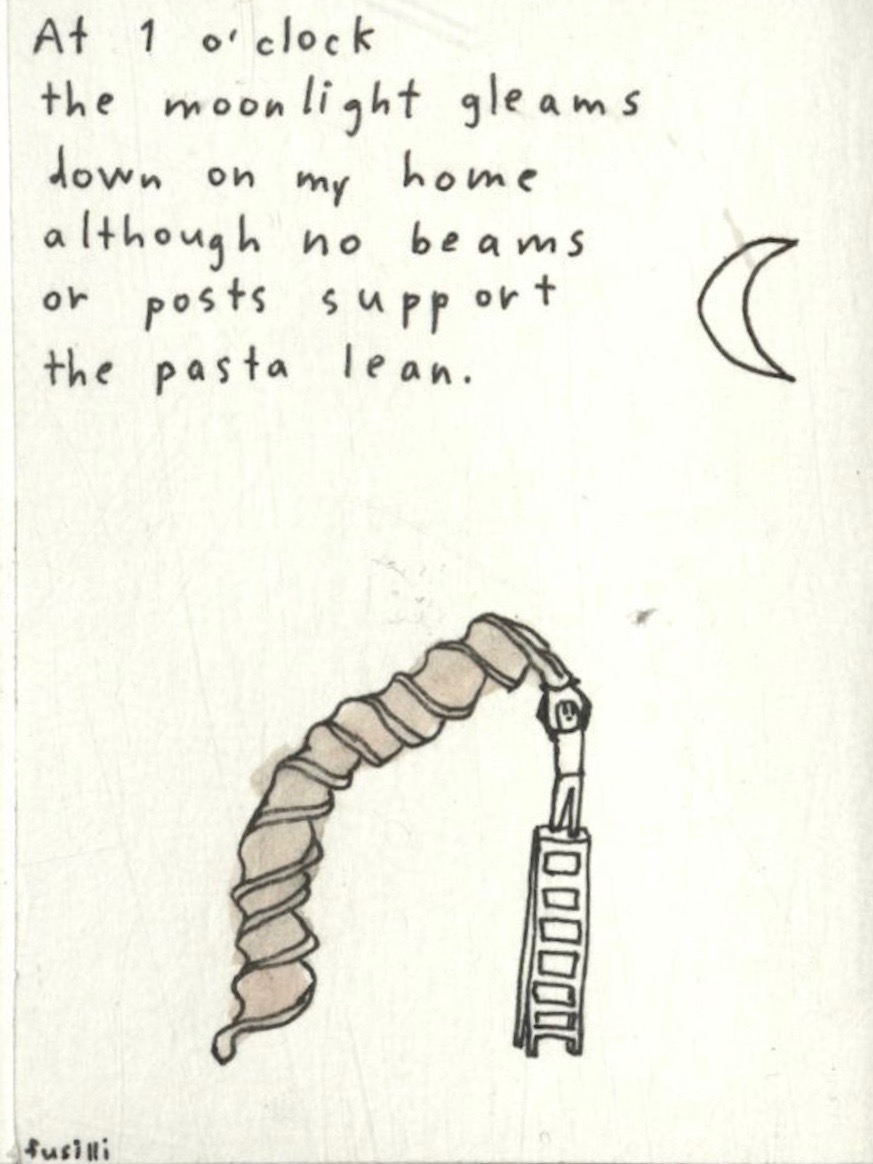 At 1 o'clock
the moonlight gleams
down on my home
although no beams
or posts support
the pasta lean.
fusilli